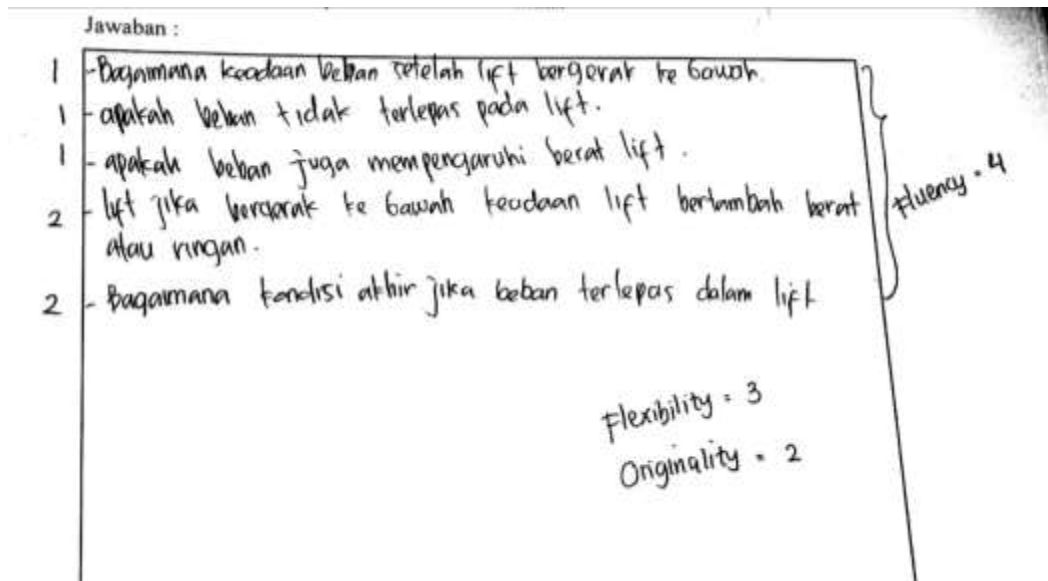 Jawaban :
1 - Bagaimana keadaan beban setelah lift bergerak ke bawah.
1 - apakah beban tidak terlepas pada lift.
1 - apakah beban juga mempengaruhi berat lift.
2 - lift jika bergerak ke bawah keadaan lift bertambah berat
atau ringan.
2 - Bagaimana kondisi akhir jika beban terlepas dalam lift
Fluency = 4
Flexibility = 3
Originality = 2